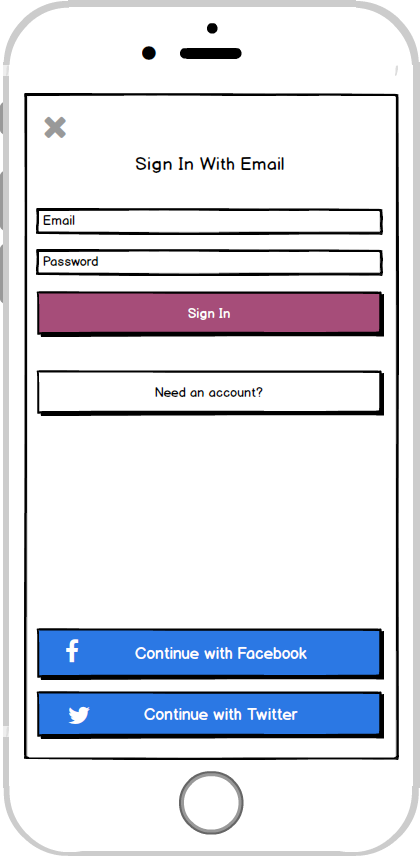 Sign In With Email
Email
Password
Sign In
Need an account?
Continue with Facebook
Continue with Twitter